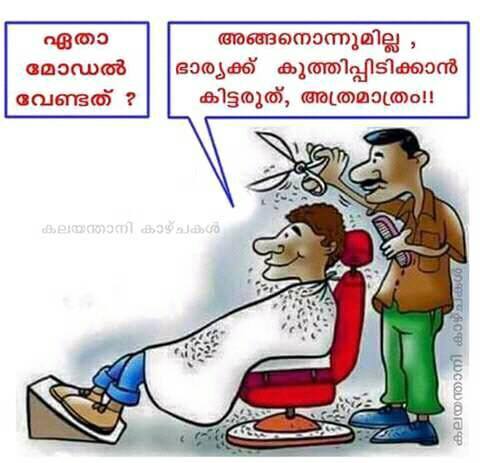 ഏതാ
മോഡൽ
വേണ്ടത് ?
അങ്ങനൊന്നുമില്ല ,
ഭാര്യക്ക് കുത്തിപ്പിടിക്കാൻ
കിട്ടരുത്, അത്രമാത്രം!!
കലയന്താനി കാഴ്ചകൾ
കലയന്താനി കാഴ്ചകൾ